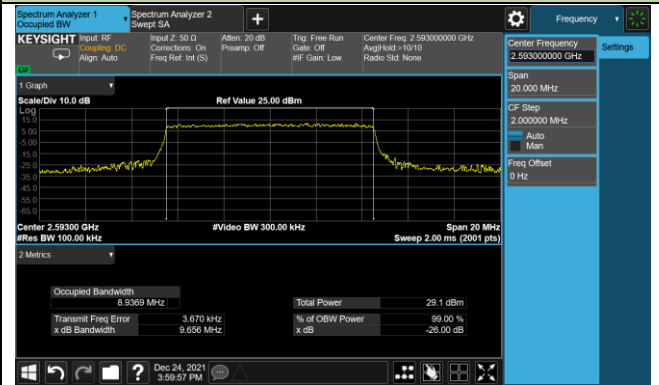 Spectrum Analyzer 1
Occupied BW
Spectrum Analyzer 2
Swept SA
Frequency
KEYSIGHT
Input: RF
Coupling: DC
Align: Auto
Input Z: 50 Ω
Corrections: On
Freq Ref: Int (S)
Atten: 20 dB
Preamp: Off
Trig: Free Run
Gate: Off
#IF Gain: Low
Center Freq: 2.593000000 GHz
Avg|Hold:>10/10
Radio Std: None
Center Frequency
2.593000000 GHz
Settings
Span
20.000 MHz
CF Step
2.000000 MHz
Auto
Man
Freq Offset
0 Hz
1 Graph
Scale/Div 10.0 dB
Ref Value 25.00 dBm
Log
15.0
5.00
-5.00
-15.0
-25.0
-35.0
-45.0
-55.0
-65.0
Center 2.59300 GHz
#Video BW 300.00 kHz
Span 20 MHz
#Res BW 100.00 kHz
Sweep 2.00 ms (2001 pts)
2 Metrics
Occupied Bandwidth
8.9369 MHz
Total Power 29.1 dBm
Transmit Freq Error 3.670 kHz
% of OBW Power 99.00 %
x dB Bandwidth 9.656 MHz
x dB -26.00 dB
Dec 24, 2021
3:59:57 PM